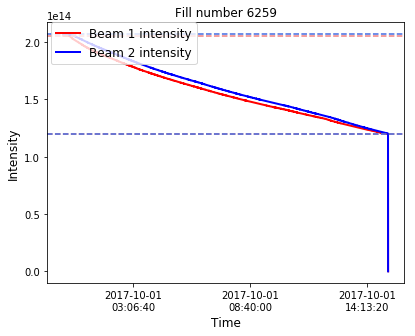 Fill number 6259
1e14
Beam 1 intensity
Beam 2 intensity
2.0
1.5
1.0
0.5
0.0
Intensity
2017-10-01
03:06:40
2017-10-01
08:40:00
2017-10-01
14:13:20
Time